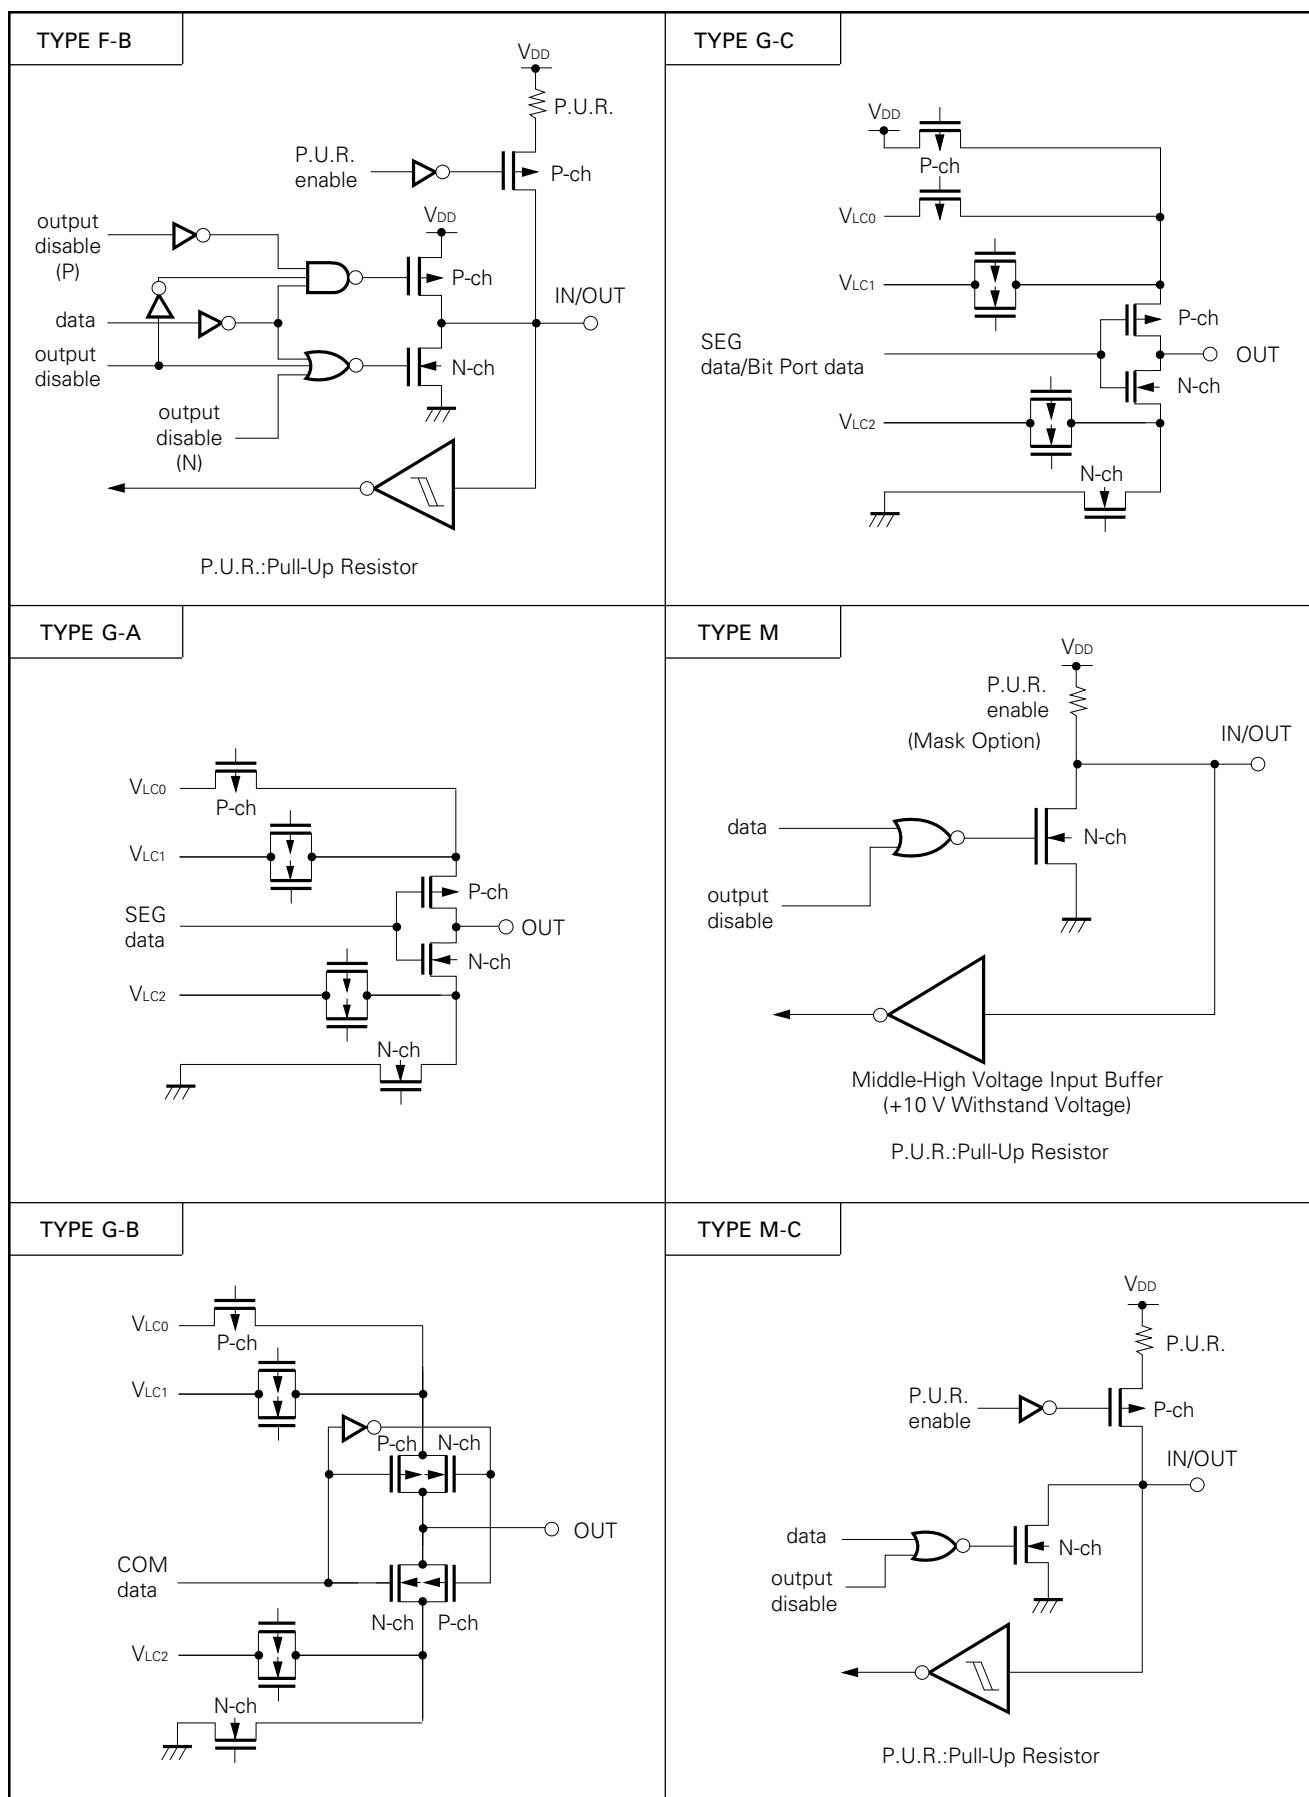 TYPE F-B
VDD
P.U.R.
P.U.R.
enable
P-ch
output
disable
(P)
VDD
P-ch
IN/OUT
data
output
disable
N-ch
output
disable
(N)
P.U.R.:Pull-Up Resistor
TYPE G-C
VDD
P-ch
VLC0
VLC1
P-ch
SEG
data/Bit Port data
OUT
N-ch
VLC2
N-ch
TYPE G-A
VLC0
P-ch
VLC1
P-ch
SEG
data
OUT
N-ch
VLC2
N-ch
TYPE M
VDD
P.U.R.
enable
(Mask Option)
IN/OUT
data
N-ch
output
disable
Middle-High Voltage Input Buffer
(+10 V Withstand Voltage)
P.U.R.:Pull-Up Resistor
TYPE G-B
VLC0
P-ch
VLC1
P-ch N-ch
OUT
COM
data
N-ch P-ch
VLC2
N-ch
TYPE M-C
VDD
P.U.R.
P.U.R.
enable
P-ch
IN/OUT
data
N-ch
output
disable
P.U.R.:Pull-Up Resistor